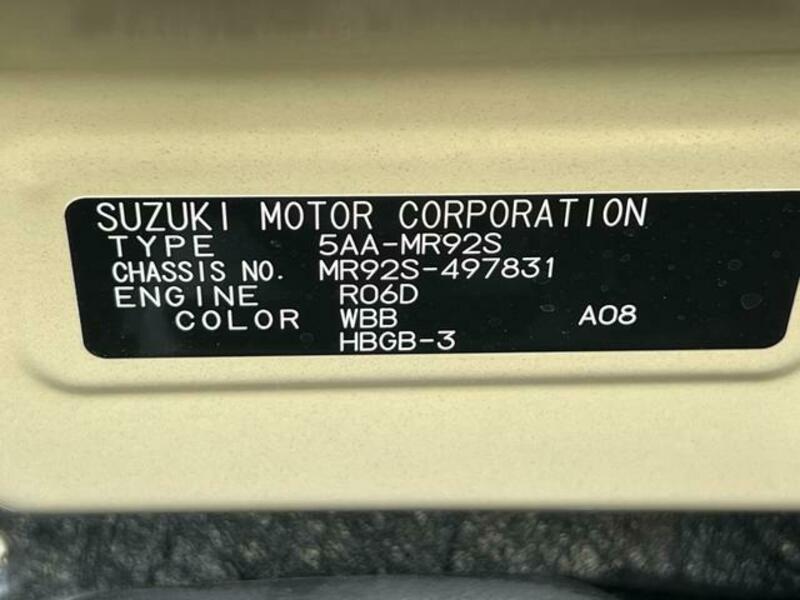 SUZUKI MOTOR CORPORATION
TYPE 5AA-MR92S
CHASSIS NO. MR92S-497831
ENGINE R06D
COLOR WBB A08
HBGB-3